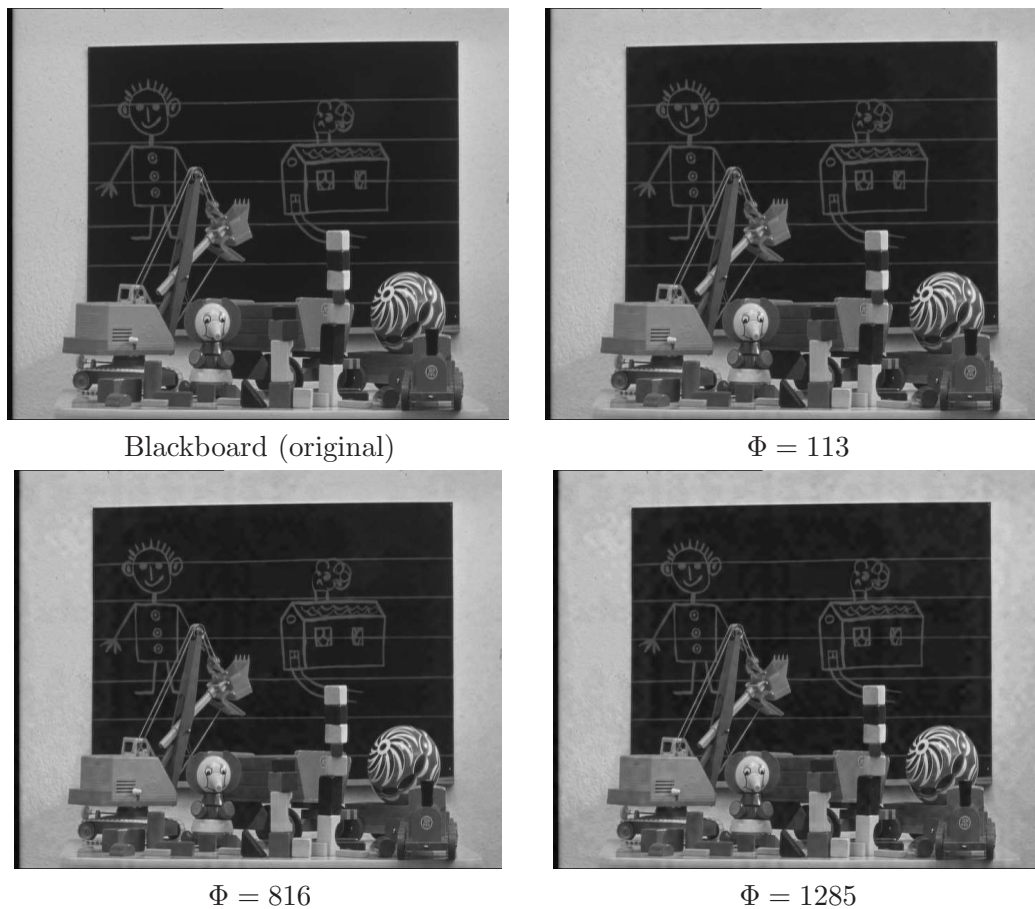 Blackboard (original)
Φ = 113
Φ = 816
Φ = 1285